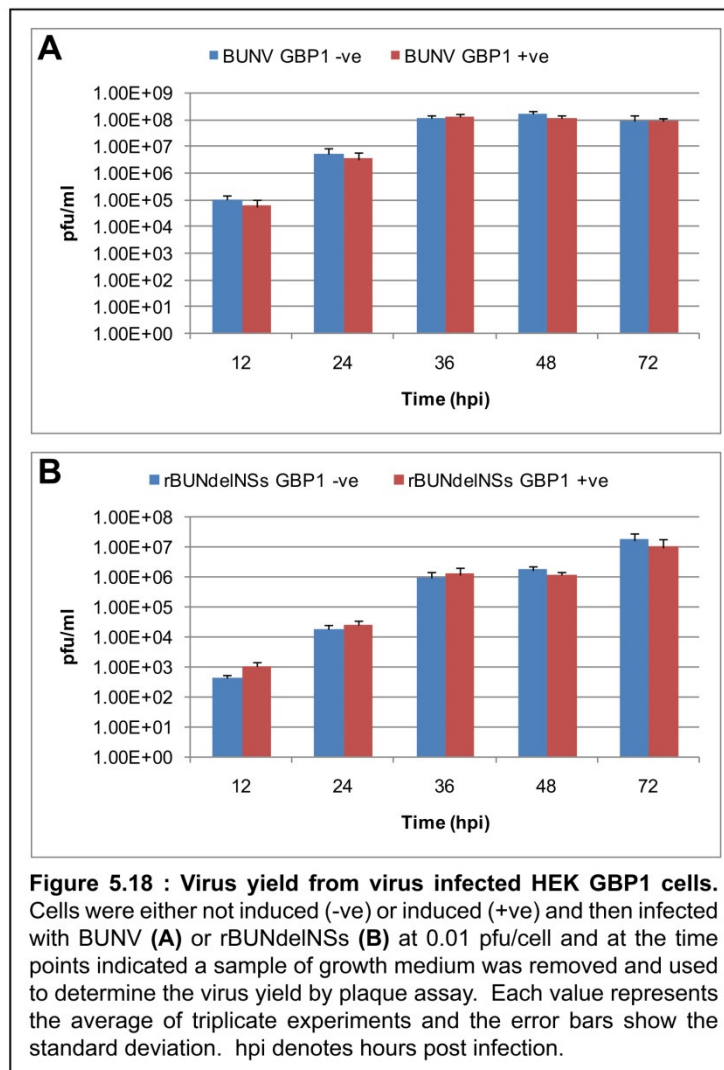 A
BUNV GBP1 -ve BUNV GBP1 +ve
1.00E+09
1.00E+08
1.00E+07
1.00E+06
1.00E+05
1.00E+04
1.00E+03
1.00E+02
1.00E+01
1.00E+00
pfu/ml
12 24 36 48 72
Time (hpi)
B
rBUNdelNSs GBP1 -ve rBUNdelNSs GBP1 +ve
1.00E+08
1.00E+07
1.00E+06
1.00E+05
1.00E+04
1.00E+03
1.00E+02
1.00E+01
1.00E+00
pfu/ml
12 24 36 48 72
Time (hpi)
Figure 5.18 : Virus yield from virus infected HEK GBP1 cells.
Cells were either not induced (-ve) or induced (+ve) and then infected
with BUNV (A) or rBUNdelNSs (B) at 0.01 pfu/cell and at the time
points indicated a sample of growth medium was removed and used
to determine the virus yield by plaque assay. Each value represents
the average of triplicate experiments and the error bars show the
standard deviation. hpi denotes hours post infection.